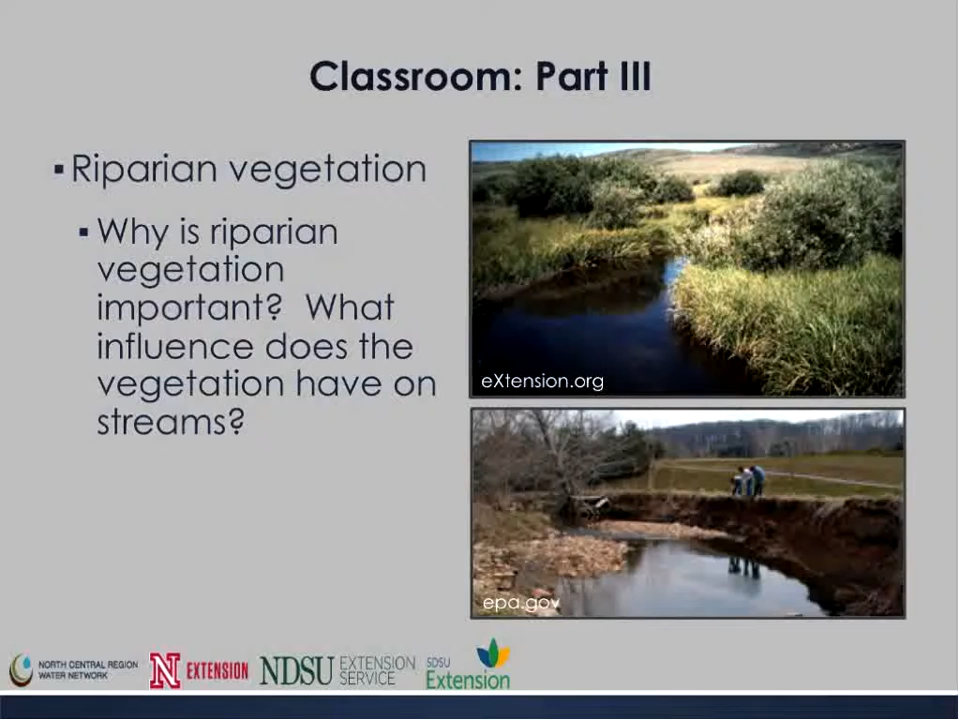 Classroom: Part III
▪ Riparian vegetation
▪ Why is riparian
vegetation
important? What
influence does the
vegetation have on
streams?
eXtension.org
epa.gov
NORTH CENTRAL REGION
WATER NETWORK
N EXTENSION
NDSU EXTENSION
SERVICE
SDSU
Extension